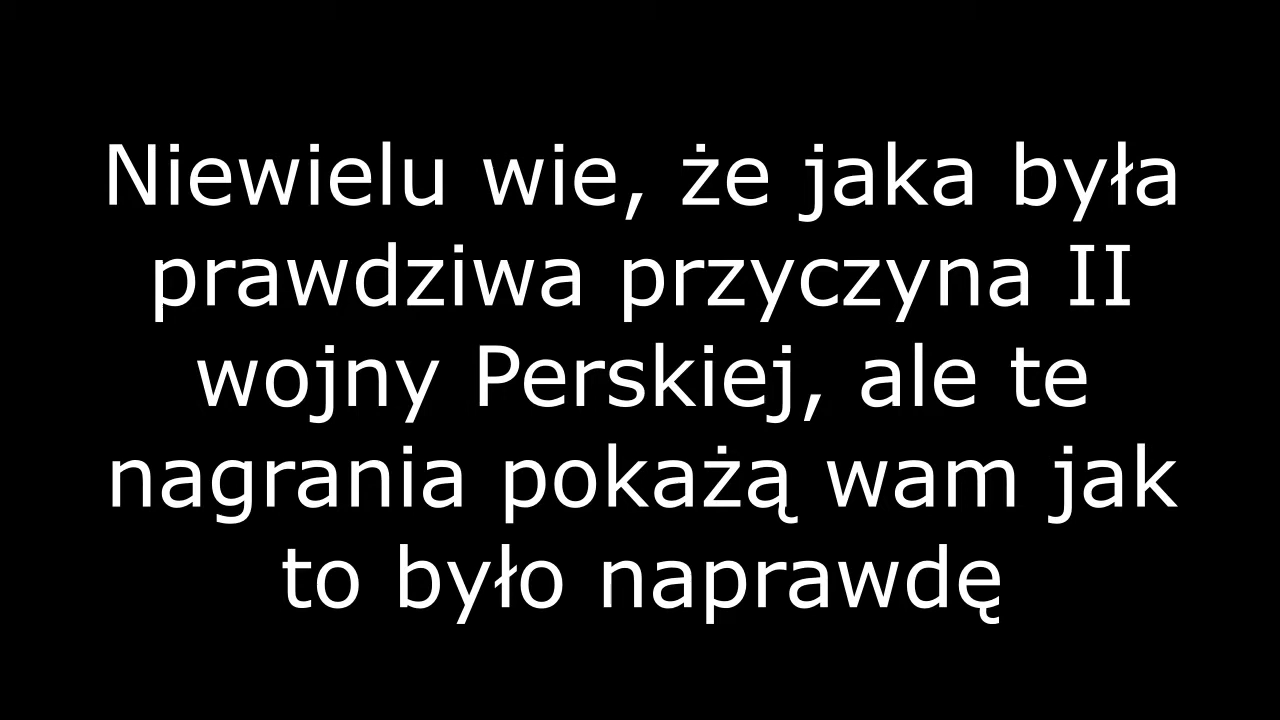 Niewielu wie, że jaka była
prawdziwa przyczyna II
wojny Perskiej, ale te
nagrania pokażą wam jak
to było naprawdę